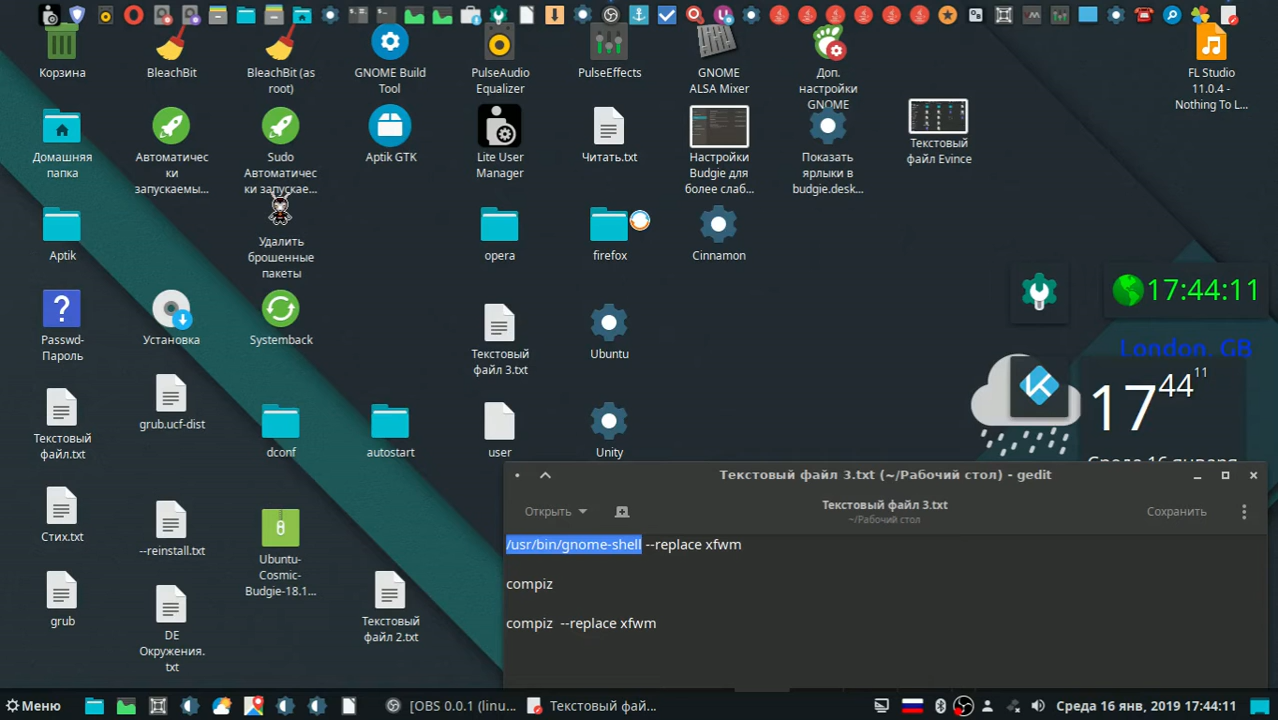 Корзина
BleachBit
BleachBit (as
root)
GNOME Build
Tool
PulseAudio
Equalizer
PulseEffects
GNOME
ALSA Mixer
Доп.
настройки
GNOME
FL Studio
11.0.4 -
Nothing To L...
Домашняя
папка
Автоматичес
ки
запускаемы...
Sudo
Автоматичес
ки запускае...
Aptik GTK
Lite User
Manager
Читать.txt
Настройки
Budgie для
более слаб...
Показать
ярлыки в
budgie.desk...
Текстовый
файл Evince
Aptik
Удалить
брошенные
пакеты
opera
firefox
Cinnamon
17:44:11
Passwd-
Пароль
Установка
Systemback
Текстовый
файл 3.txt
Ubuntu
London, GB
17 44 11
Среда 16 января
Текстовый
файл.txt
grub.ucf-dist
dconf
autostart
user
Unity
Стих.txt
--reinstall.txt
Ubuntu-
Cosmic-
Budgie-18.1...
grub
DE
Окружения.
txt
Текстовый
файл 2.txt
Текстовый файл 3.txt (~/Рабочий стол) - gedit
Открыть
Текстовый файл 3.txt
~/Рабочий стол
Сохранить
/usr/bin/gnome-shell --replace xfwm
compiz
compiz --replace xfwm
Меню
[OBS 0.0.1 (linu...
Текстовый фай...
Среда 16 янв, 2019 17:44:11